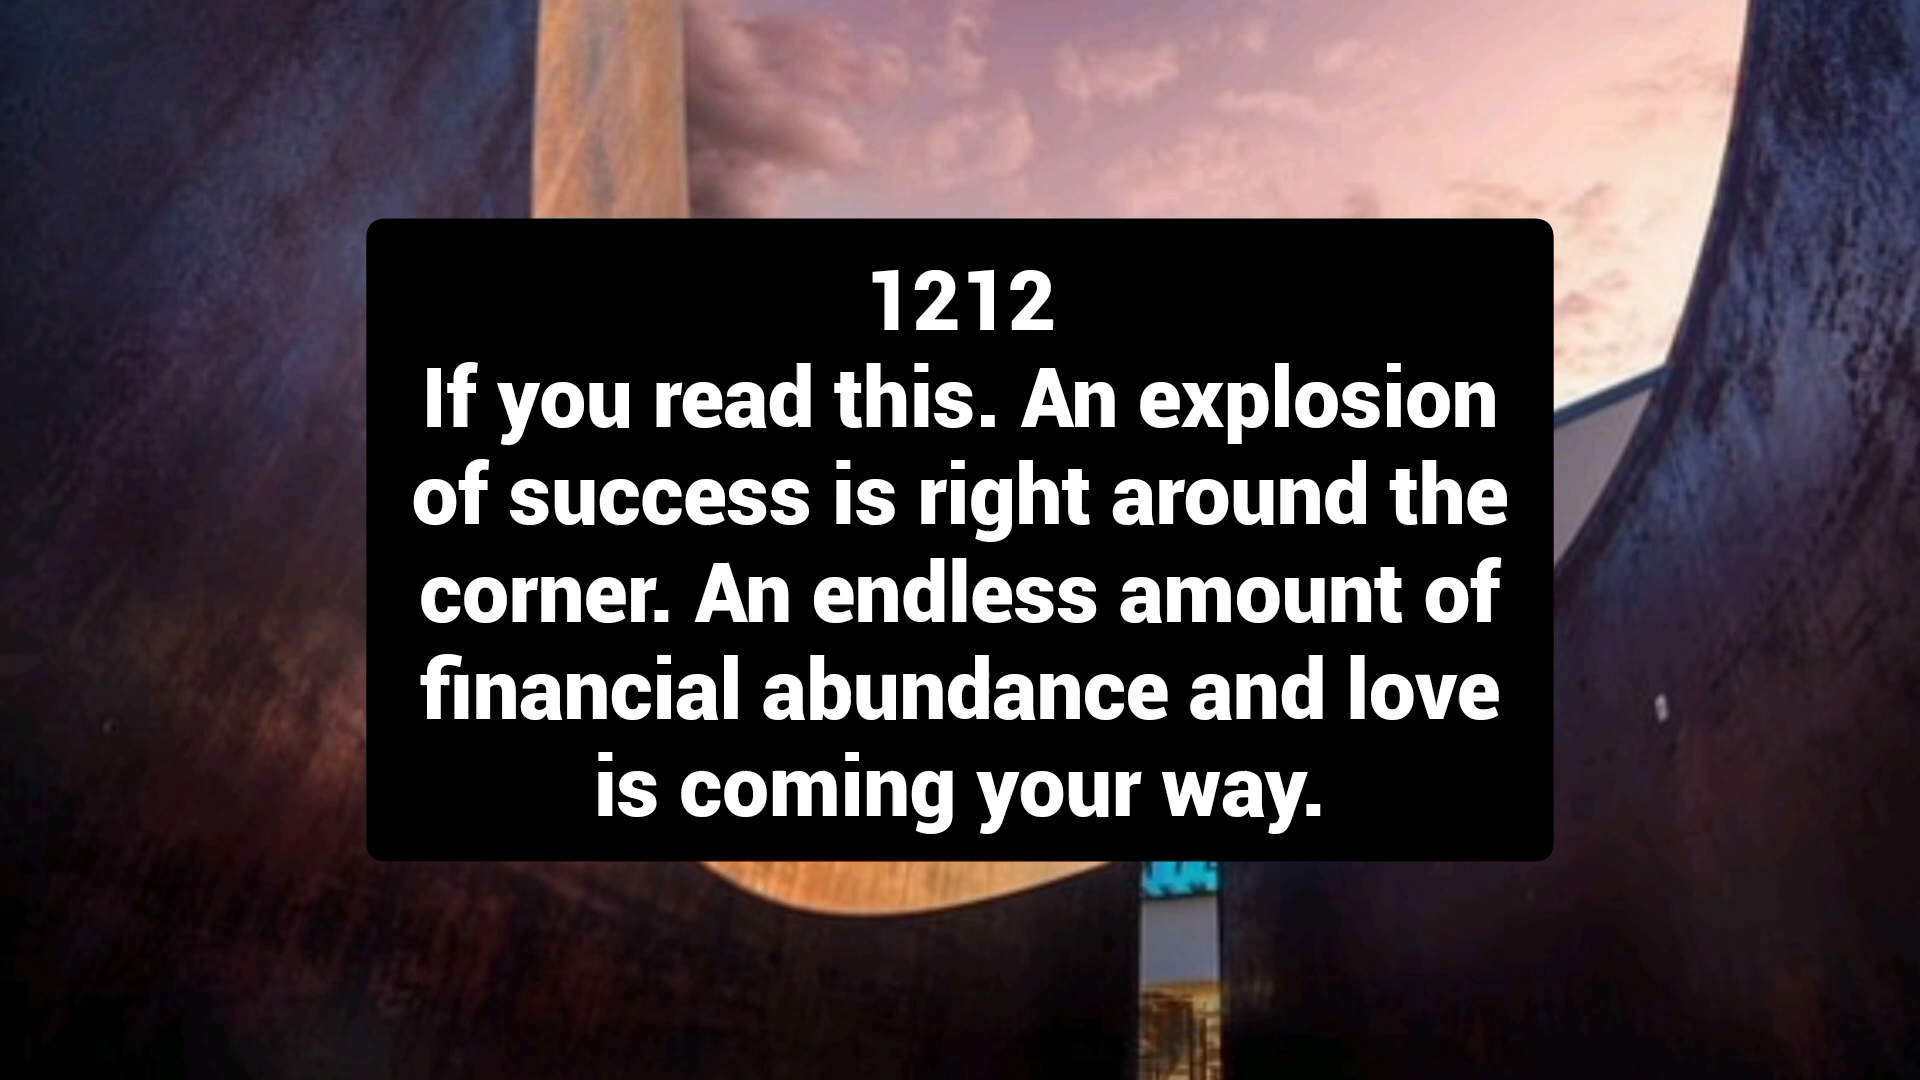 1212
If you read this. An explosion
of success is right around the
corner. An endless amount of
financial abundance and love
is coming your way.